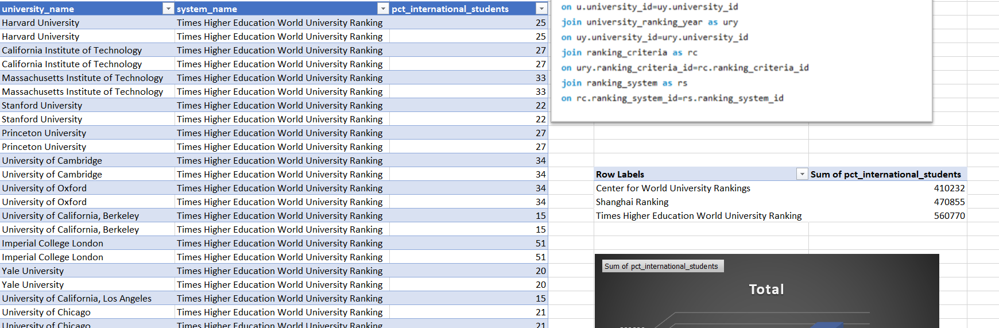 university_name system_name pct_international_students
Harvard University Times Higher Education World University Ranking 25
Harvard University Times Higher Education World University Ranking 25
California Institute of Technology Times Higher Education World University Ranking 27
California Institute of Technology Times Higher Education World University Ranking 27
Massachusetts Institute of Technology Times Higher Education World University Ranking 33
Massachusetts Institute of Technology Times Higher Education World University Ranking 33
Stanford University Times Higher Education World University Ranking 22
Stanford University Times Higher Education World University Ranking 22
Princeton University Times Higher Education World University Ranking 27
Princeton University Times Higher Education World University Ranking 27
University of Cambridge Times Higher Education World University Ranking 34
University of Cambridge Times Higher Education World University Ranking 34
University of Oxford Times Higher Education World University Ranking 34
University of Oxford Times Higher Education World University Ranking 34
University of California, Berkeley Times Higher Education World University Ranking 15
University of California, Berkeley Times Higher Education World University Ranking 15
Imperial College London Times Higher Education World University Ranking 51
Imperial College London Times Higher Education World University Ranking 51
Yale University Times Higher Education World University Ranking 20
Yale University Times Higher Education World University Ranking 20
University of California, Los Angeles Times Higher Education World University Ranking 15
University of Chicago Times Higher Education World University Ranking 21
University of Chicago Times Higher Education World University Ranking 21
on u.university_id=uy.university_id
join university_ranking_year as ury
on uy.university_id=ury.university_id
join ranking_criteria as rc
on ury.ranking_criteria_id=rc.ranking_criteria_id
join ranking_system as rs
on rc.ranking_system_id=rs.ranking_system_id
Row Labels Sum of pct_international_students
Center for World University Rankings 410232
Shanghai Ranking 470855
Times Higher Education World University Ranking 560770
Sum of pct_international_students
Total